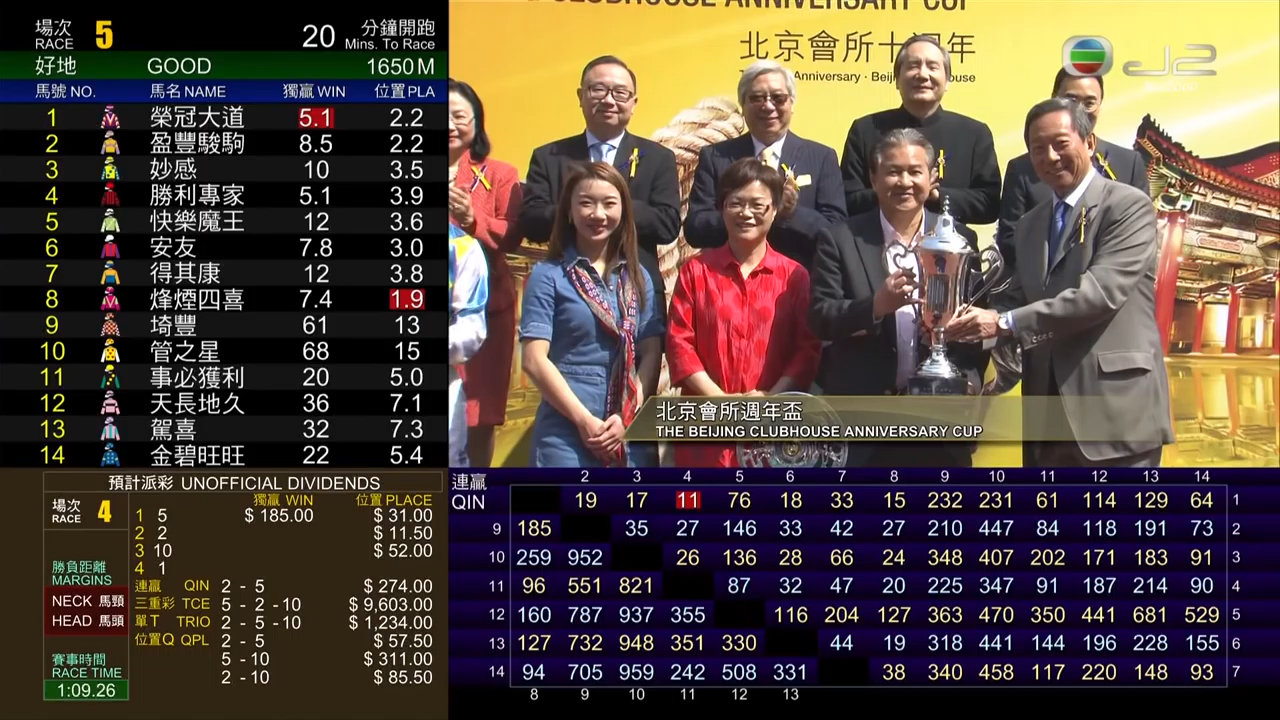 場次 RACE 5 20 分鐘開跑 Mins. To Race
好地 GOOD 1650 M
馬號 NO. 馬名 NAME 獨贏 WIN 位置 PLA
1 榮冠大道 5.1 2.2
2 盈豐駿駒 8.5 2.2
3 妙感 10 3.5
4 勝利專家 5.1 3.9
5 快樂魔王 12 3.6
6 安友 7.8 3.0
7 得其康 12 3.8
8 烽煙四喜 7.4 1.9
9 埼豐 61 13
10 管之星 68 15
11 事必獲利 20 5.0
12 天長地久 36 7.1
13 駕喜 32 7.3
14 金碧旺旺 22 5.4
CLUBHOUSE ANNIVERSARY CUP
北京會所十週年
Anniversary · Beij
J2
北京會所週年盃
THE BEIJING CLUBHOUSE ANNIVERSARY CUP
預計派彩 UNOFFICIAL DIVIDENDS
場次 RACE 4
獨贏 WIN 位置 PLACE
1 5 $ 185.00 $ 31.00
2 2 $ 11.50
3 10 $ 52.00
4 1
連贏 QIN 2 - 5 $ 274.00
三重彩 TCE 5 - 2 - 10 $ 9,603.00
單T TRIO 2 - 5 - 10 $ 1,234.00
位置Q QPL 2 - 5 $ 57.50
5 - 10 $ 311.00
2 - 10 $ 85.50
勝負距離
MARGINS
NECK 馬頸
HEAD 馬頭
賽事時間
RACE TIME
1:09.26
連贏 QIN 2 3 4 5 6 7 8 9 10 11 12 13 14
19 17 11 76 18 33 15 232 231 61 114 129 64 1
9 185 35 27 146 33 42 27 210 447 84 118 191 73 2
10 259 952 26 136 28 66 24 348 407 202 171 183 91 3
11 96 551 821 87 32 47 20 225 347 91 187 214 90 4
12 160 787 937 355 116 204 127 363 470 350 441 681 529 5
13 127 732 948 351 330 44 19 318 441 144 196 228 155 6
14 94 705 959 242 508 331 38 340 458 117 220 148 93 7
8 9 10 11 12 13